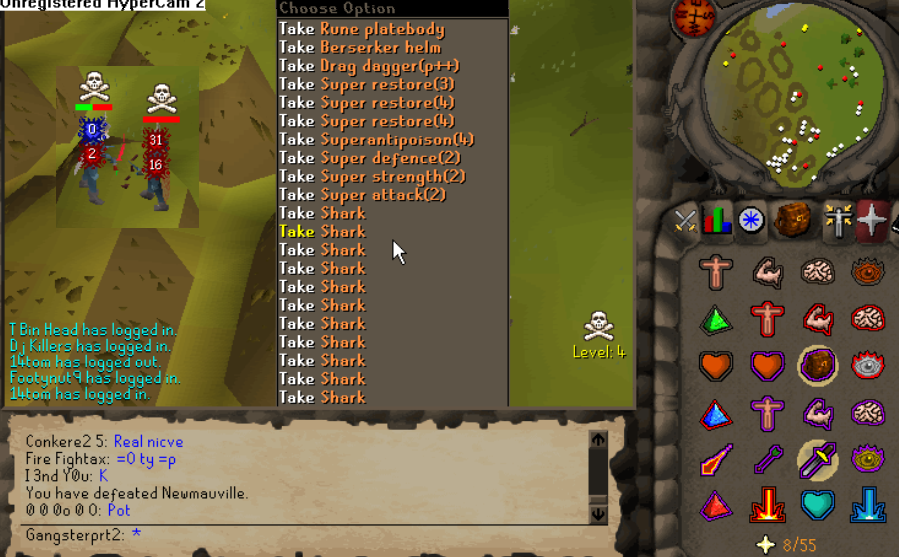 Unregistered HyperCam 2
Choose Option
Take Rune platebody
Take Berserker helm
Take Drag dagger(p++)
Take Super restore(3)
Take Super restore(4)
Take Super restore(4)
Take Superantipoison(4)
Take Super defence(2)
Take Super strength(2)
Take Super attack(2)
Take Shark
Take Shark
Take Shark
Take Shark
Take Shark
Take Shark
Take Shark
Take Shark
Take Shark
Take Shark
Take Shark
0
2
31
16
T Bin Head has logged in.
Dj Killers has logged in.
14tom has logged out.
Footynut9 has logged in.
14tom has logged in.
Level: 4
Conkere2 5: Real nicve
Fire Fightax: =O ty =p
I 3nd Y0u: K
You have defeated Newmauville.
0 0 0o 0 O: Pot
Gangsterprt2: *
8/55